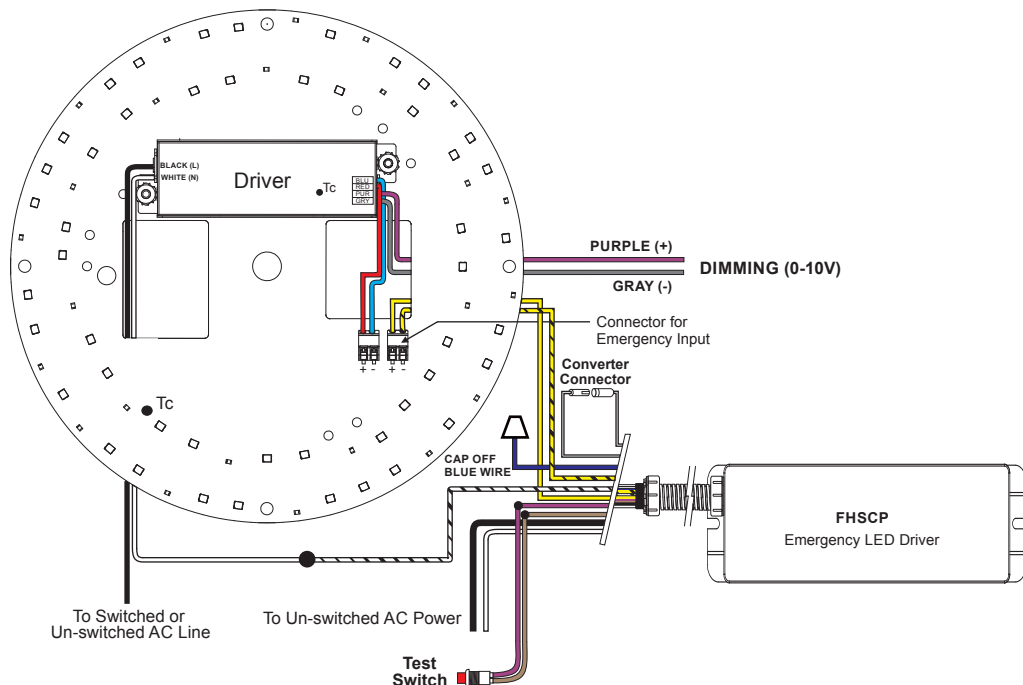 BLACK (L)
WHITE (N)
Driver
Tc
BLU
RED
PUR
GRY
PURPLE (+)
DIMMING (0-10V)
GRAY (-)
Connector for
Emergency Input
+ - + -
Converter
Connector
Tc
CAP OFF
BLUE WIRE
FHSCP
Emergency LED Driver
To Switched or
Un-switched AC Line
To Un-switched AC Power
Test
Switch